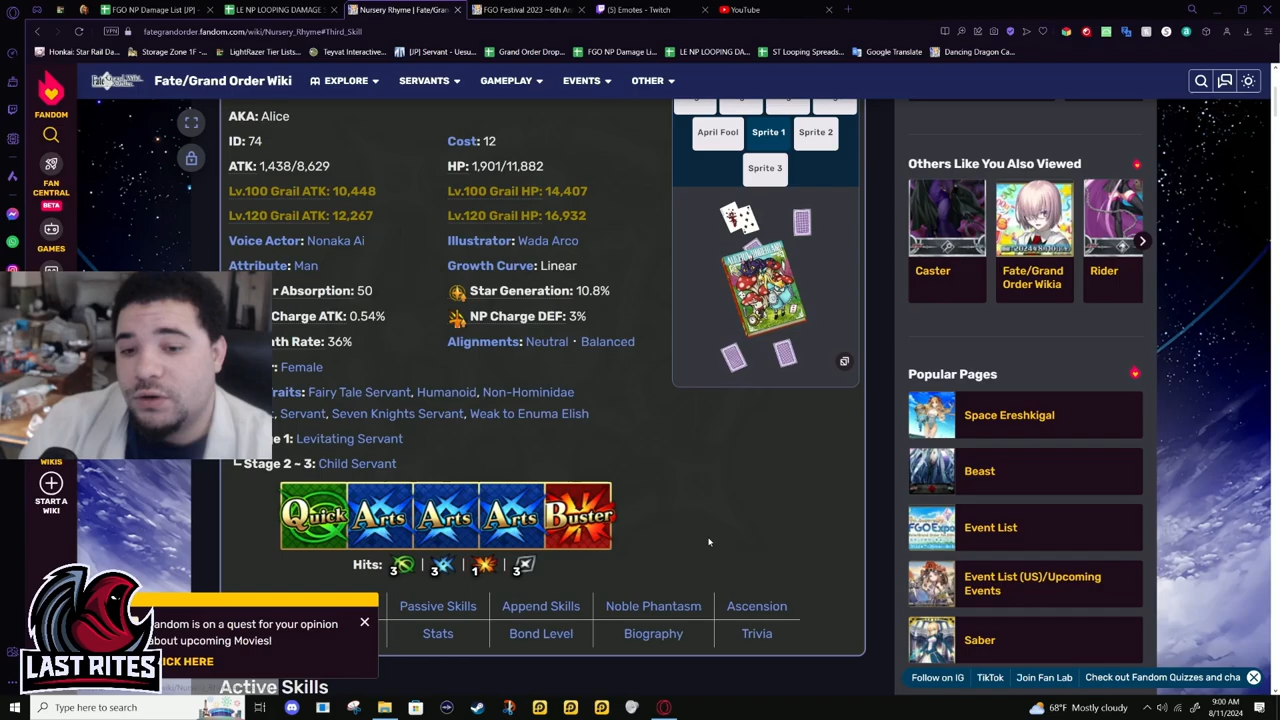 FGO NP Damage List [JP] -
LE NP LOOPING DAMAGE
Nursery Rhyme | Fate/Gran
FGO Festival 2023 ~6th An
(5) Emotes - Twitch
YouTube
VPN
fategrandorder.fandom.com/wiki/Nursery_Rhyme#Third_Skill
Honkai: Star Rail Da...
Storage Zone 1F -...
LightRazer Tier Lists...
Teyvat Interactive...
[JP] Servant - Uesu...
Grand Order Drop...
FGO NP Damage Li...
LE NP LOOPING DA...
ST Looping Spreads...
Google Translate
Dancing Dragon Ca...
Fate/Grand Order Wiki
EXPLORE
SERVANTS
GAMEPLAY
EVENTS
OTHER
FANDOM
FAN CENTRAL
BETA
GAMES
WIKIS
START A WIKI
AKA: Alice
ID: 74
Cost: 12
ATK: 1,438/8,629
HP: 1,901/11,882
Lv.100 Grail ATK: 10,448
Lv.100 Grail HP: 14,407
Lv.120 Grail ATK: 12,267
Lv.120 Grail HP: 16,932
Voice Actor: Nonaka Ai
Illustrator: Wada Arco
Attribute: Man
Growth Curve: Linear
r Absorption: 50
Star Generation: 10.8%
Charge ATK: 0.54%
NP Charge DEF: 3%
ath Rate: 36%
Alignments: Neutral · Balanced
: Female
raits: Fairy Tale Servant, Humanoid, Non-Hominidae
, Servant, Seven Knights Servant, Weak to Enuma Elish
e 1: Levitating Servant
Stage 2 ~ 3: Child Servant
Quick Arts Arts Arts Buster
Hits: 3 | 3 | 1 | 3
Passive Skills
Append Skills
Noble Phantasm
Ascension
Stats
Bond Level
Biography
Trivia
Active Skills
April Fool
Sprite 1
Sprite 2
Sprite 3
Others Like You Also Viewed
Caster
Fate/Grand Order Wikia
Rider
Popular Pages
Space Ereshkigal
Beast
Event List
Event List (US)/Upcoming Events
Saber
Follow on IG
TikTok
Join Fan Lab
Check out Fandom Quizzes and cha
andom is on a quest for your opinion
about upcoming Movies!
ICK HERE
LAST RITES
Type here to search
68°F Mostly cloudy
9:00 AM
8/11/2024